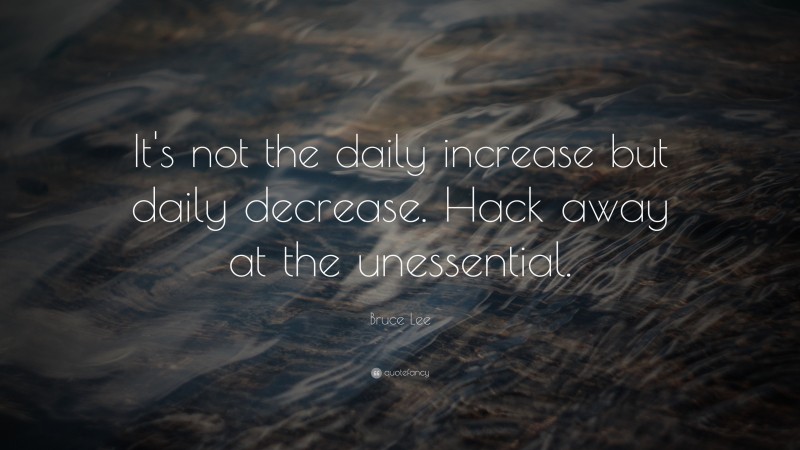 It's not the daily increase but
daily decrease. Hack away
at the unessential.
Bruce Lee
quotefancy